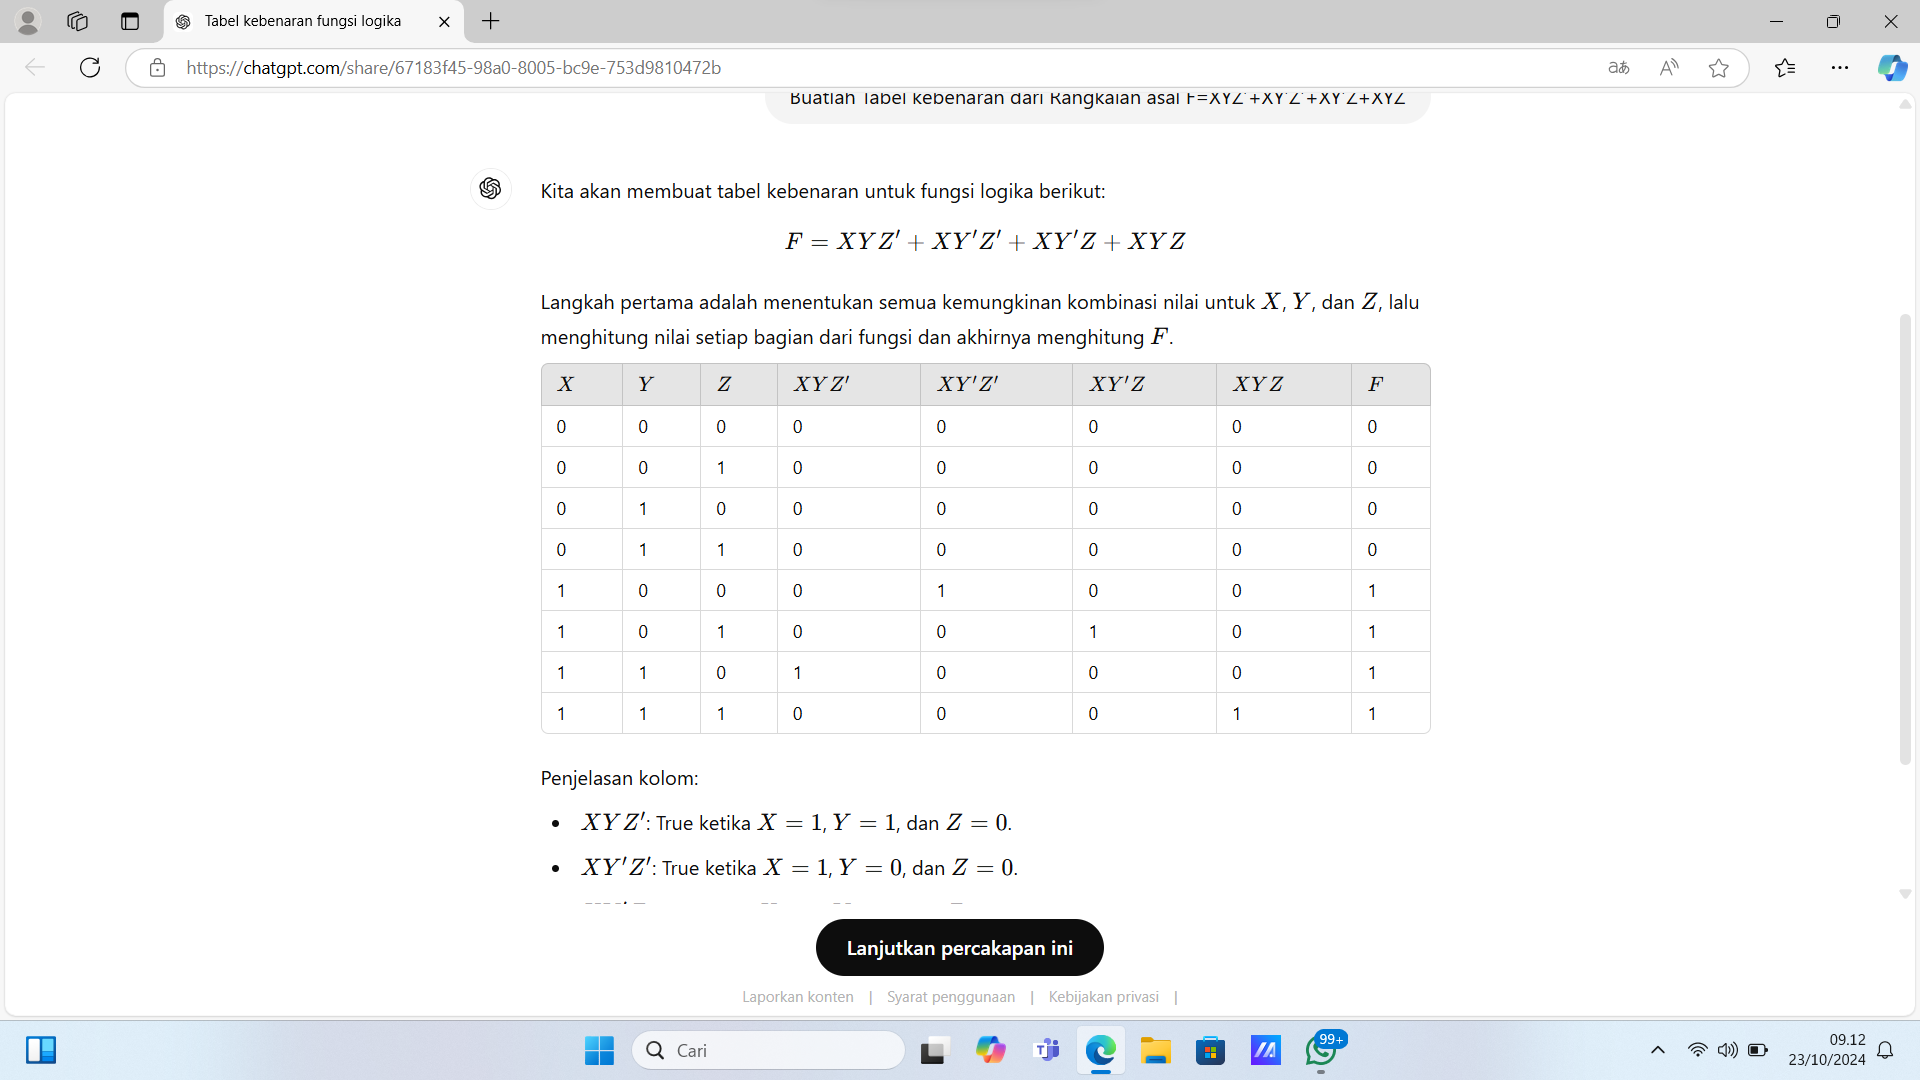 Tabel kebenaran fungsi logika
https://chatgpt.com/share/67183f45-98a0-8005-bc9e-753d9810472b
Buatlah Tabel kebenaran dari Rangkaian asal F=XYZ'+XY'Z'+XY'Z+XYZ
Kita akan membuat tabel kebenaran untuk fungsi logika berikut:
F = XYZ′ + XY′Z′ + XY′Z + XYZ
Langkah pertama adalah menentukan semua kemungkinan kombinasi nilai untuk X, Y, dan Z, lalu
menghitung nilai setiap bagian dari fungsi dan akhirnya menghitung F.
X Y Z XYZ′ XY′Z′ XY′Z XYZ F
0 0 0 0 0 0 0 0
0 0 1 0 0 0 0 0
0 1 0 0 0 0 0 0
0 1 1 0 0 0 0 0
1 0 0 0 1 0 0 1
1 0 1 0 0 1 0 1
1 1 0 1 0 0 0 1
1 1 1 0 0 0 1 1
Penjelasan kolom:
• XYZ′: True ketika X = 1, Y = 1, dan Z = 0.
• XY′Z′: True ketika X = 1, Y = 0, dan Z = 0.
Lanjutkan percakapan ini
Laporkan konten | Syarat penggunaan | Kebijakan privasi |
Cari
99+
09.12
23/10/2024